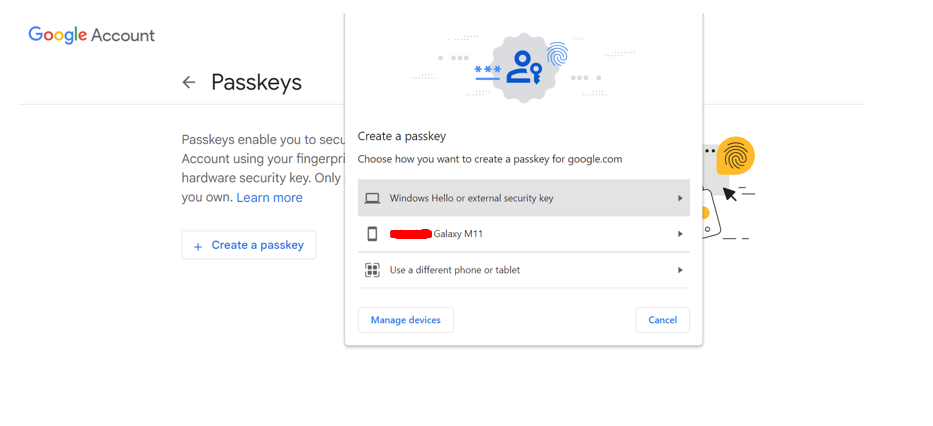 Google Account
Passkeys
Passkeys enable you to secu
Account using your fingerpri
hardware security key. Only
you own. Learn more
+ Create a passkey
***
Create a passkey
Choose how you want to create a passkey for google.com
Windows Hello or external security key
Galaxy M11
Use a different phone or tablet
Manage devices
Cancel